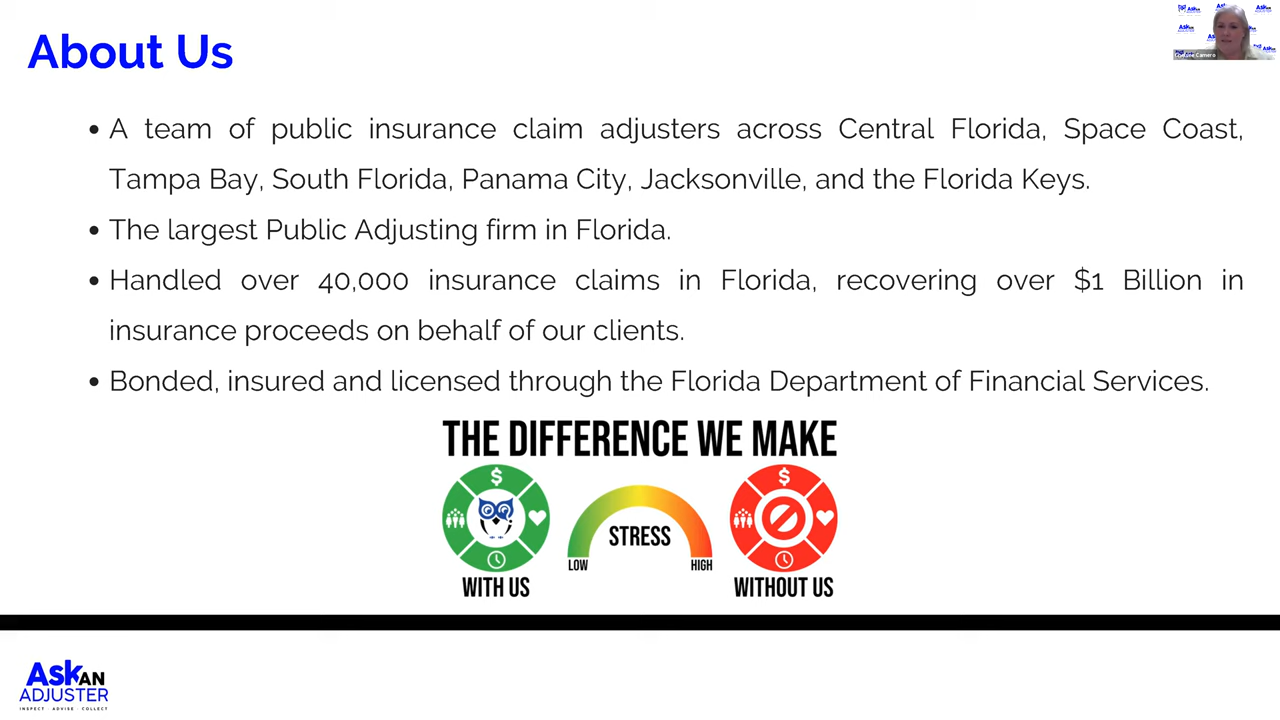 About Us
• A team of public insurance claim adjusters across Central Florida, Space Coast,
Tampa Bay, South Florida, Panama City, Jacksonville, and the Florida Keys.
• The largest Public Adjusting firm in Florida.
• Handled over 40,000 insurance claims in Florida, recovering over $1 Billion in
insurance proceeds on behalf of our clients.
• Bonded, insured and licensed through the Florida Department of Financial Services.
THE DIFFERENCE WE MAKE
$
$
STRESS
LOW
HIGH
WITH US
WITHOUT US
Ask AN
ADJUSTER
INSPECT · ADVISE · COLLECT
Camero